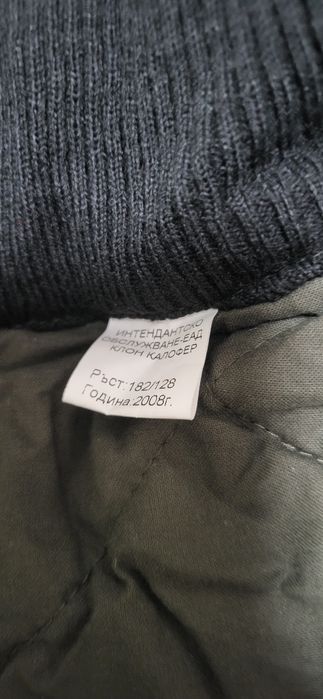 ИНТЕНДАНТСКО
ОБСЛУЖВАНЕ-ЕАД
КЛОН КАЛОФЕР
Ръст: 182/128
Година: 2008г.